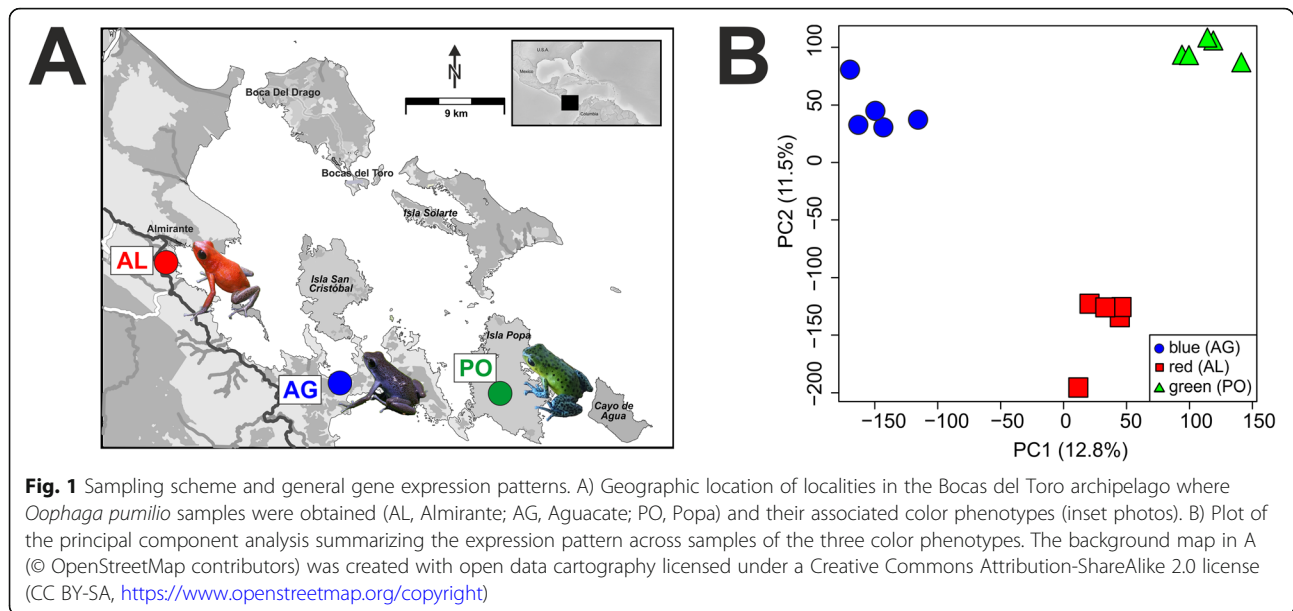 A
N
9 km
U.S.A.
Mexico
Columbia
Boca Del Drago
Bocas del Toro
Isla Solarte
Almirante
AL
Isla San
Cristóbal
Isla Popa
AG
PO
Cayo de
Agua
B
PC2 (11.5%)
100
50
0
−50
−100
−150
−200
−150
−100
−50
0
50
100
150
PC1 (12.8%)
blue (AG)
red (AL)
green (PO)
Fig. 1 Sampling scheme and general gene expression patterns. A) Geographic location of localities in the Bocas del Toro archipelago where
Oophaga pumilio samples were obtained (AL, Almirante; AG, Aguacate; PO, Popa) and their associated color phenotypes (inset photos). B) Plot of
the principal component analysis summarizing the expression pattern across samples of the three color phenotypes. The background map in A
(© OpenStreetMap contributors) was created with open data cartography licensed under a Creative Commons Attribution-ShareAlike 2.0 license
(CC BY-SA, https://www.openstreetmap.org/copyright)